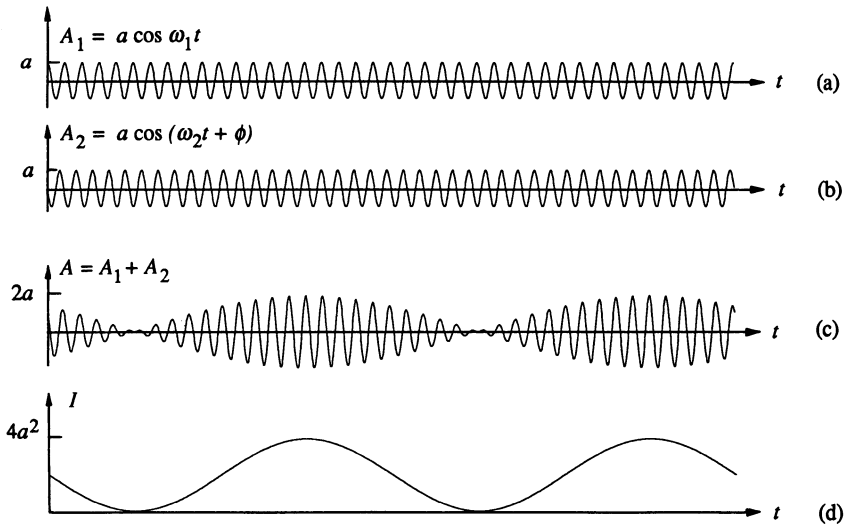 A₁ = a cos ω₁t
a
t (a)
A₂ = a cos (ω₂t + ϕ)
a
t (b)
A = A₁ + A₂
2a
t (c)
I
4a²
t (d)